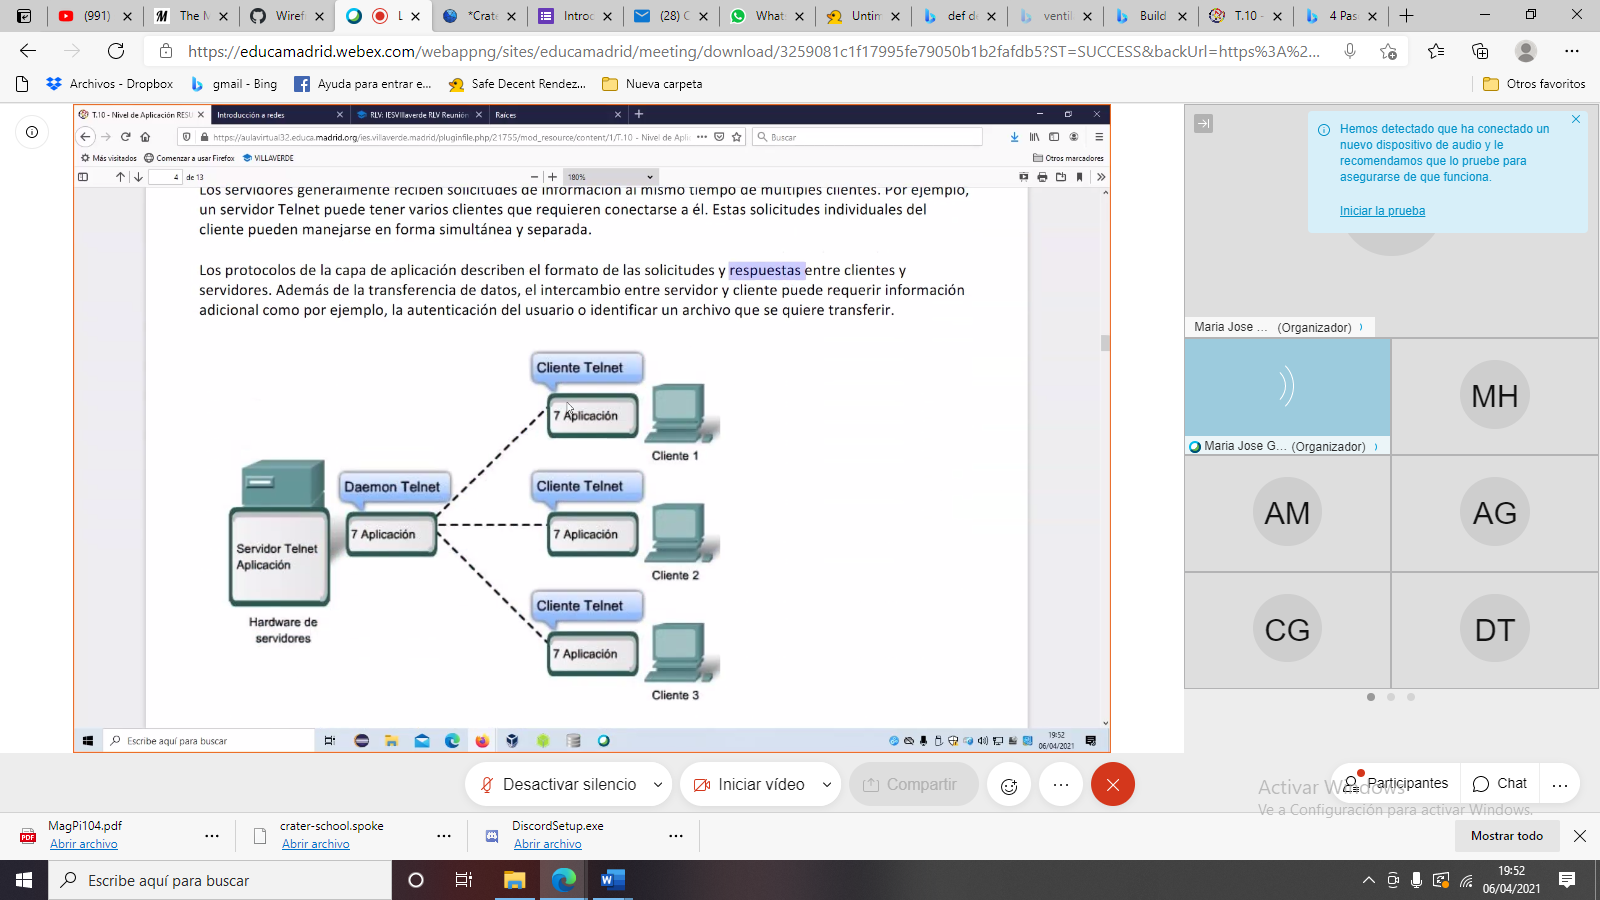 (991)
The M
Wiref
L
*Crate
Introc
(28) C
Whats
Untim
def de
ventil
Build
T.10 -
4 Pas
https://educamadrid.webex.com/webappng/sites/educamadrid/meeting/download/3259081c1f17995fe79050b1b2fafdb5?ST=SUCCESS&backUrl=https%3A%2...
Archivos - Dropbox
gmail - Bing
Ayuda para entrar e...
Safe Decent Rendez...
Nueva carpeta
Otros favoritos
T.10 - Nivel de Aplicación RESU
Introducción a redes
RLV: IESVillaverde RLV Reunión
Raíces
https://aulavirtual32.educa.madrid.org/ies.villaverde.madrid/pluginfile.php/21755/mod_resource/content/1/T.10 - Nivel de Apli
Buscar
Más visitados
Comenzar a usar Firefox
VILLAVERDE
Otros marcadores
4
de 13
180%
Los servidores generalmente reciben solicitudes de información al mismo tiempo de múltiples clientes. Por ejemplo,
un servidor Telnet puede tener varios clientes que requieren conectarse a él. Estas solicitudes individuales del
cliente pueden manejarse en forma simultánea y separada.
Los protocolos de la capa de aplicación describen el formato de las solicitudes y respuestas entre clientes y
servidores. Además de la transferencia de datos, el intercambio entre servidor y cliente puede requerir información
adicional como por ejemplo, la autenticación del usuario o identificar un archivo que se quiere transferir.
Cliente Telnet
7 Aplicación
Cliente 1
Daemon Telnet
7 Aplicación
Cliente Telnet
7 Aplicación
Cliente 2
Servidor Telnet
Aplicación
Hardware de
servidores
Cliente Telnet
7 Aplicación
Cliente 3
Escribe aquí para buscar
19:52
06/04/2021
Hemos detectado que ha conectado un
nuevo dispositivo de audio y le
recomendamos que lo pruebe para
asegurarse de que funciona.
Iniciar la prueba
Maria Jose ... (Organizador)
Maria Jose G... (Organizador)
MH
AM
AG
CG
DT
Desactivar silencio
Iniciar vídeo
Compartir
Participantes
Chat
Activar Windows
Ve a Configuración para activar Windows.
MagPi104.pdf
Abrir archivo
crater-school.spoke
Abrir archivo
DiscordSetup.exe
Abrir archivo
Mostrar todo
Escribe aquí para buscar
19:52
06/04/2021